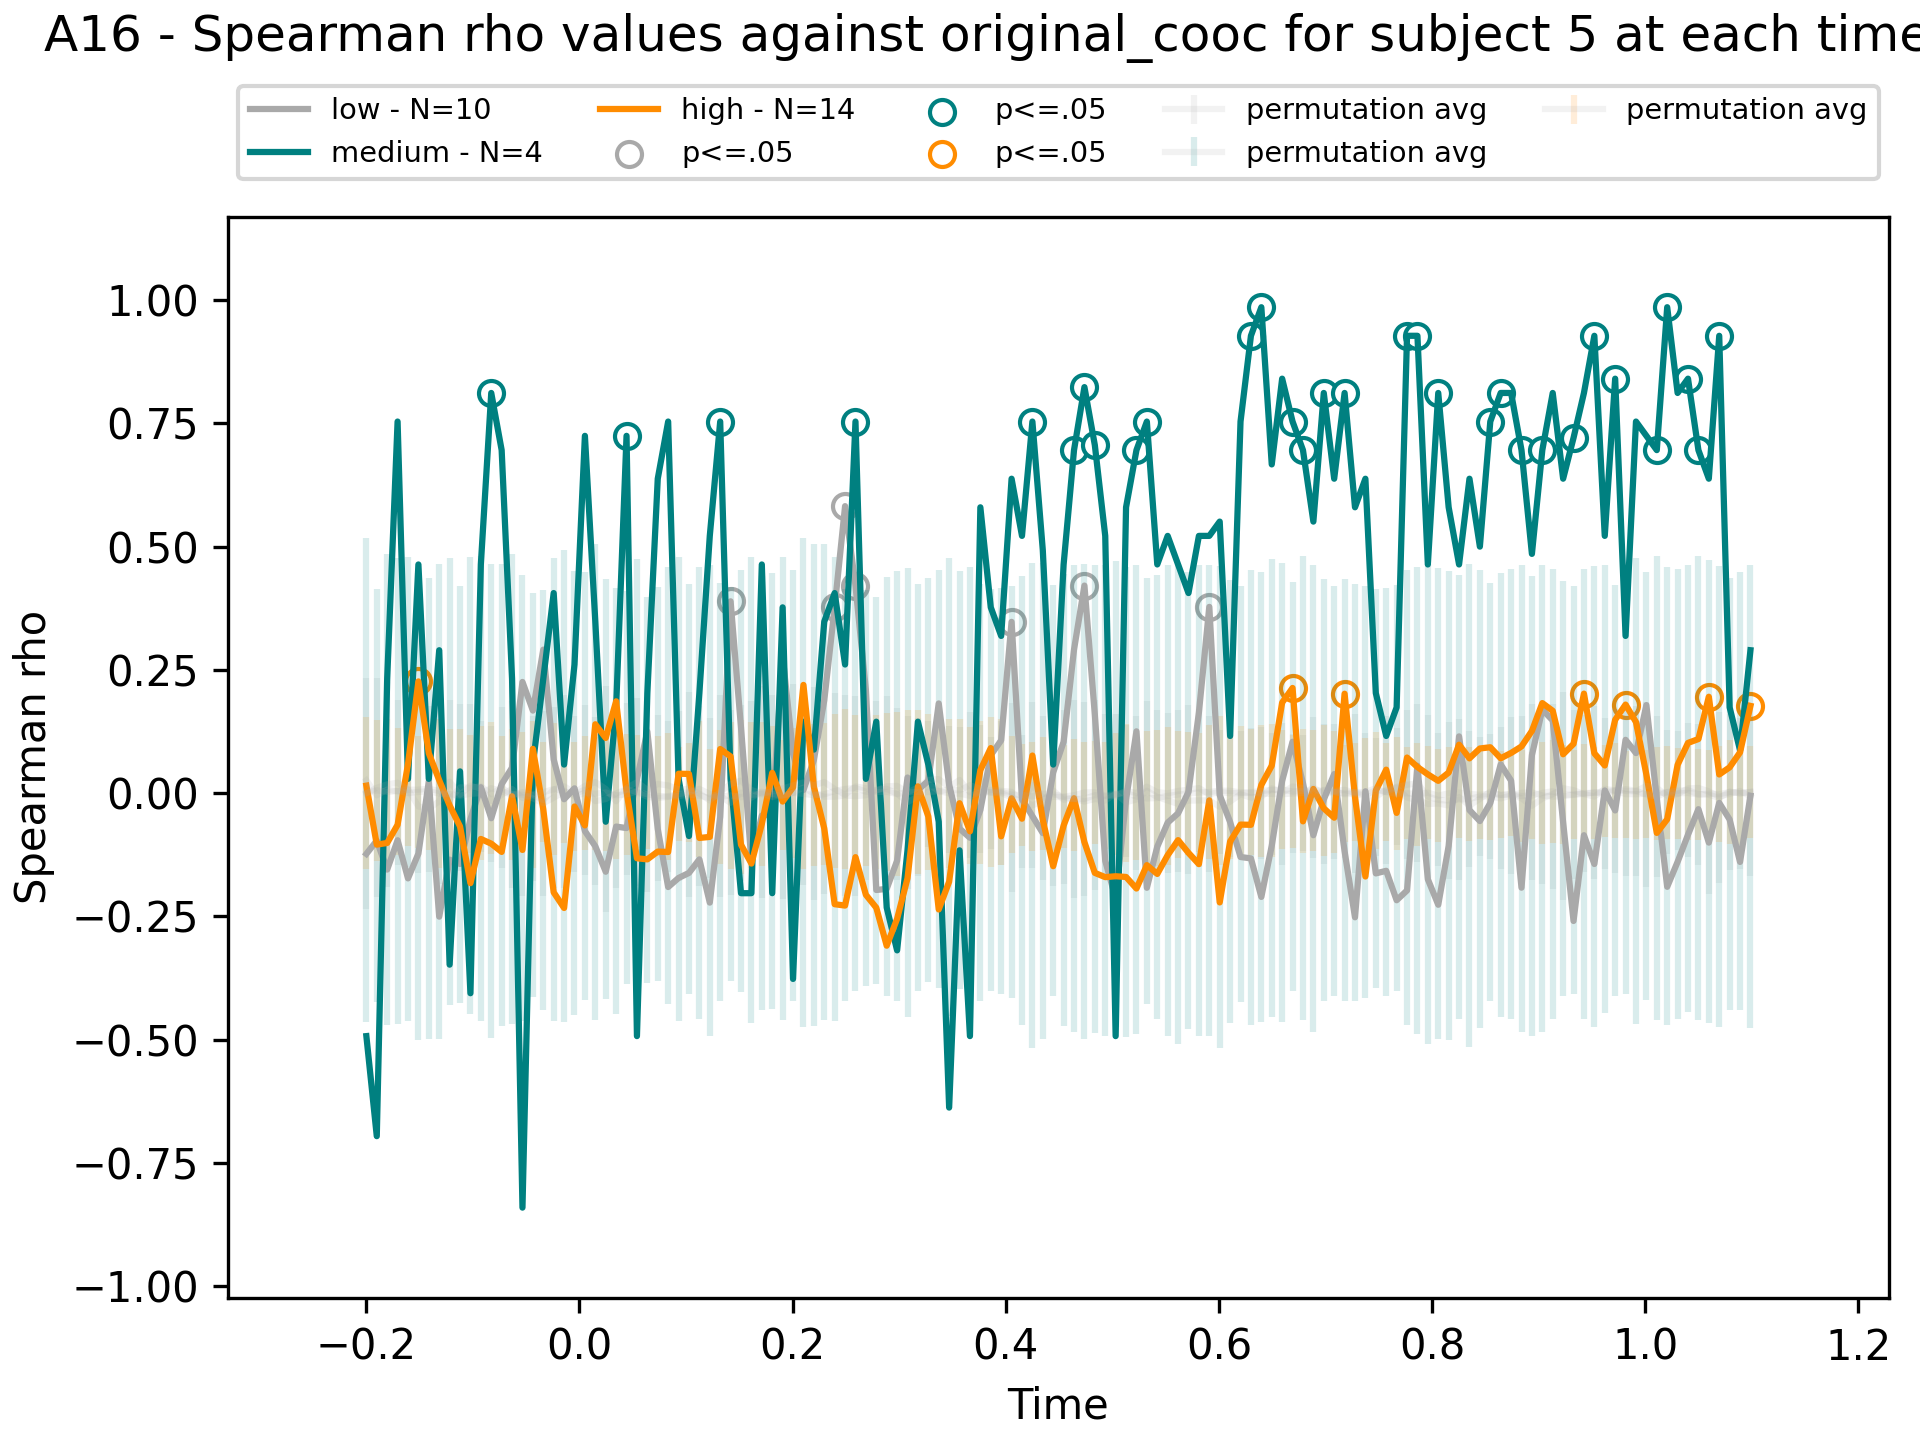 A16 - Spearman rho values against original_cooc for subject 5 at each time
low - N=10 high - N=14 p<=.05 permutation avg permutation avg
medium - N=4 p<=.05 p<=.05 permutation avg
Spearman rho
1.00
0.75
0.50
0.25
0.00
−0.25
−0.50
−0.75
−1.00
−0.2 0.0 0.2 0.4 0.6 0.8 1.0 1.2
Time